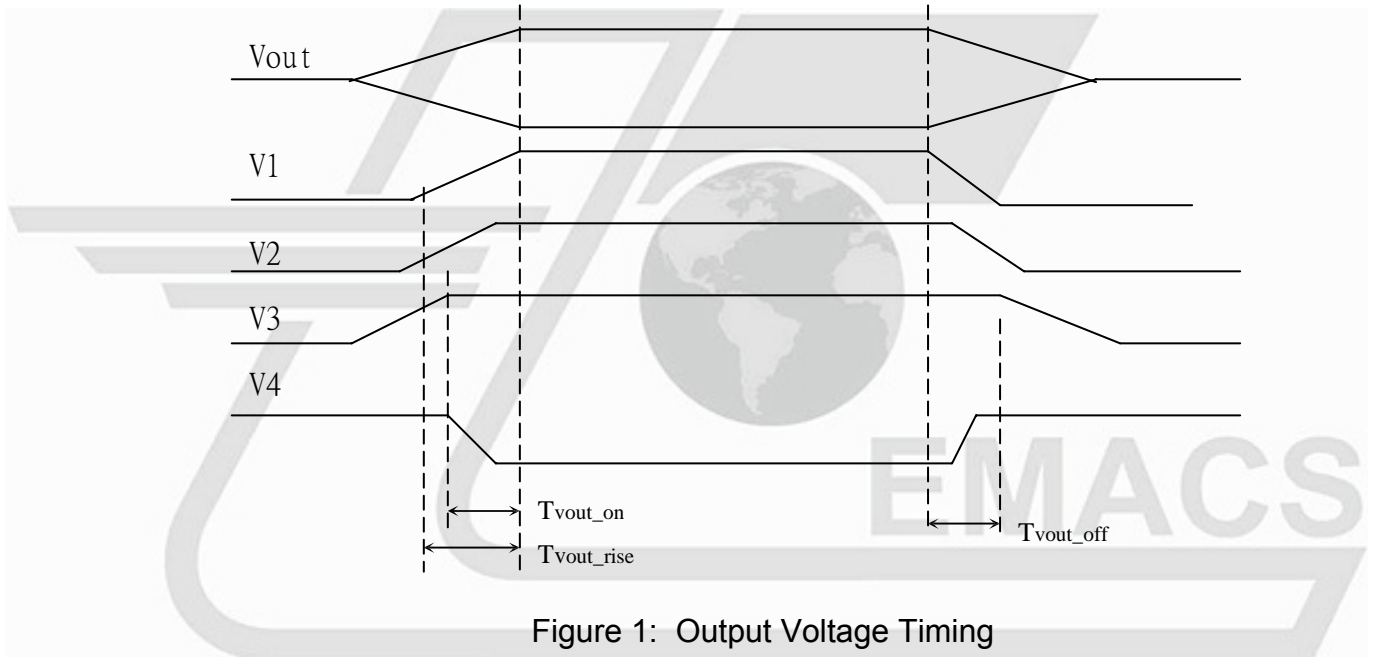 Vout
V1
V2
V3
V4
EMACS
Tvout_on
Tvout_off
Tvout_rise
Figure 1: Output Voltage Timing